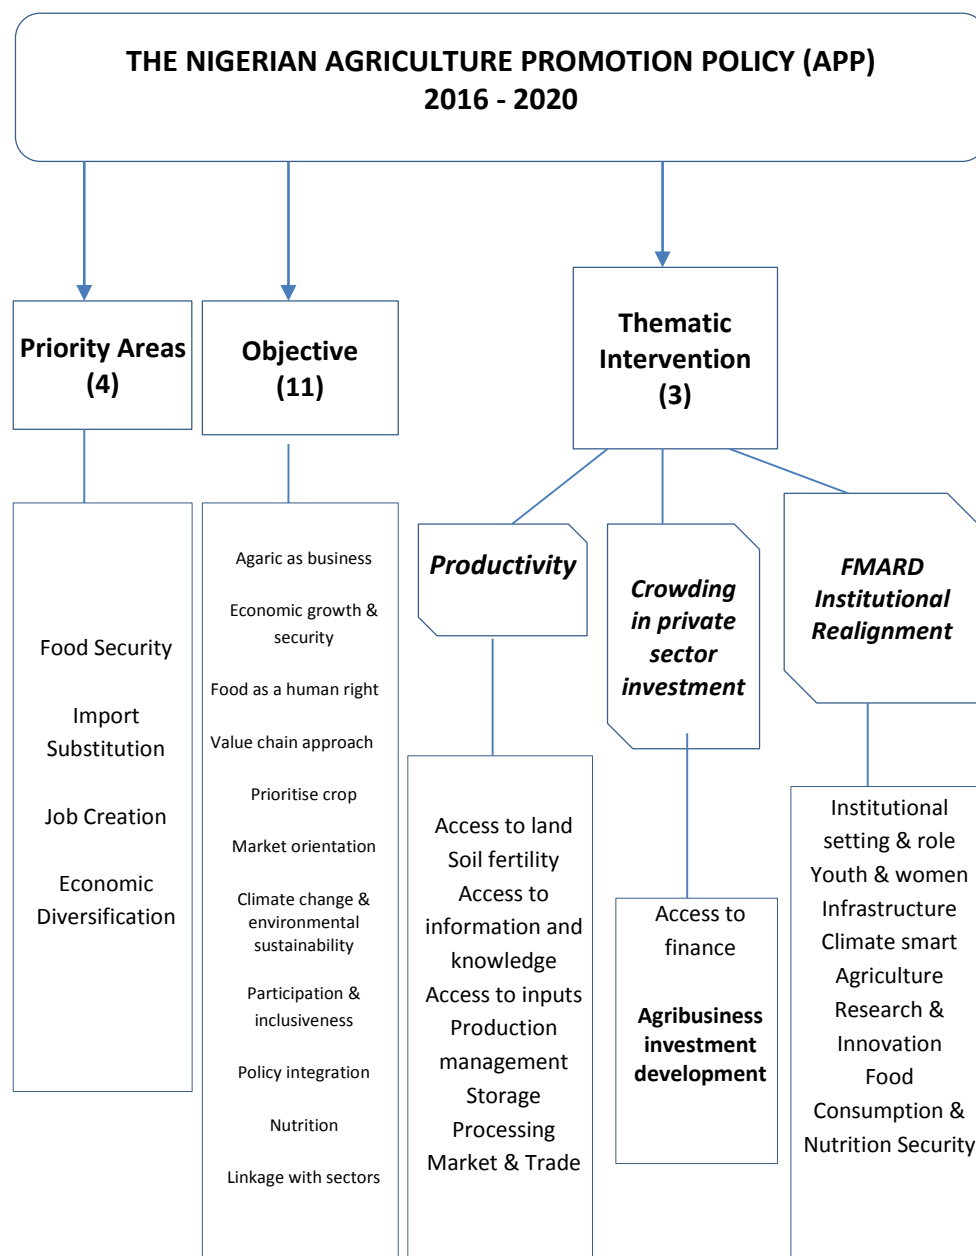 THE NIGERIAN AGRICULTURE PROMOTION POLICY (APP)
2016 - 2020
Priority Areas
(4)
Objective
(11)
Thematic
Intervention
(3)
Food Security
Import
Substitution
Job Creation
Economic
Diversification
Agaric as business
Economic growth &
security
Food as a human right
Value chain approach
Prioritise crop
Market orientation
Climate change &
environmental
sustainability
Participation &
inclusiveness
Policy integration
Nutrition
Linkage with sectors
Productivity
Access to land
Soil fertility
Access to
information and
knowledge
Access to inputs
Production
management
Storage
Processing
Market & Trade
Crowding
in private
sector
investment
Access to
finance
Agribusiness
investment
development
FMARD
Institutional
Realignment
Institutional
setting & role
Youth & women
Infrastructure
Climate smart
Agriculture
Research &
Innovation
Food
Consumption &
Nutrition Security